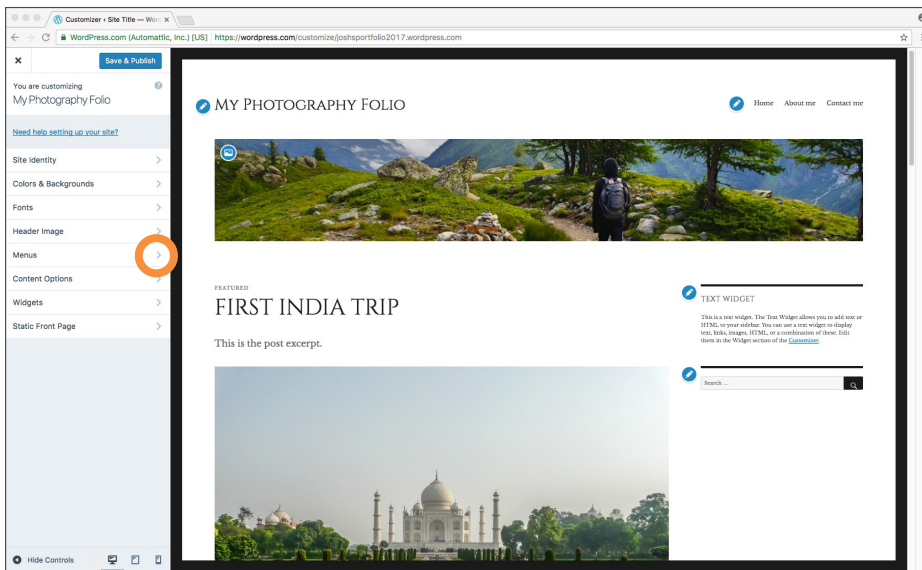 Customizer ‹ Site Title — Word
WordPress.com (Automattic, Inc.) [US] https://wordpress.com/customize/joshsportfolio2017.wordpress.com
Save & Publish
You are customizing
My Photography Folio
Need help setting up your site?
Site Identity
Colors & Backgrounds
Fonts
Header Image
Menus
Content Options
Widgets
Static Front Page
Hide Controls
MY PHOTOGRAPHY FOLIO
Home About me Contact me
FEATURED
FIRST INDIA TRIP
This is the post excerpt.
TEXT WIDGET
This is a text widget. The Text Widget allows you to add text or
HTML to your sidebar. You can use a text widget to display
text, links, images, HTML, or a combination of these. Edit
them in the Widget section of the Customizer.
Search …